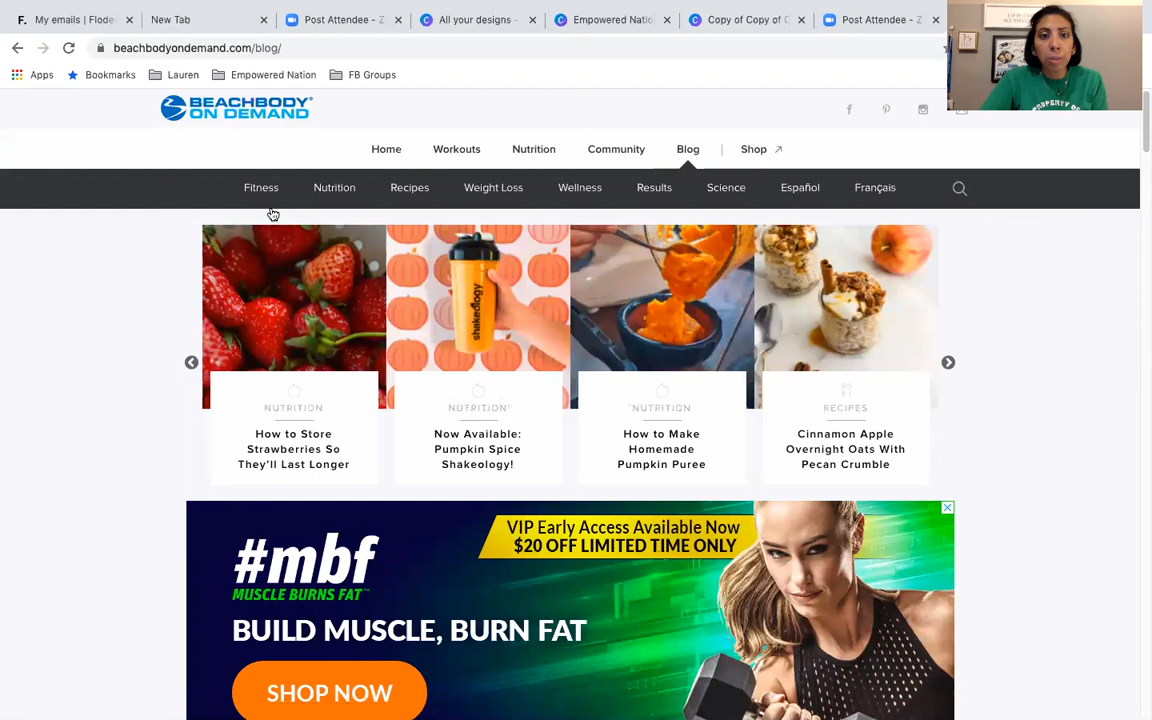 F. My emails | Flodes
New Tab
Post Attendee - Z
All your designs -
Empowered Natio
Copy of Copy of C
Post Attendee - Z
beachbodyondemand.com/blog/
Apps
Bookmarks
Lauren
Empowered Nation
FB Groups
PROPERTY OF
BEACHBODY
ON DEMAND
Home
Workouts
Nutrition
Community
Blog
Shop
Fitness
Nutrition
Recipes
Weight Loss
Wellness
Results
Science
Español
Français
shakeology
NUTRITION
How to Store
Strawberries So
They'll Last Longer
NUTRITION
Now Available:
Pumpkin Spice
Shakeology!
NUTRITION
How to Make
Homemade
Pumpkin Puree
RECIPES
Cinnamon Apple
Overnight Oats With
Pecan Crumble
#mbf
MUSCLE BURNS FAT™
VIP Early Access Available Now
$20 OFF LIMITED TIME ONLY
BUILD MUSCLE, BURN FAT
SHOP NOW